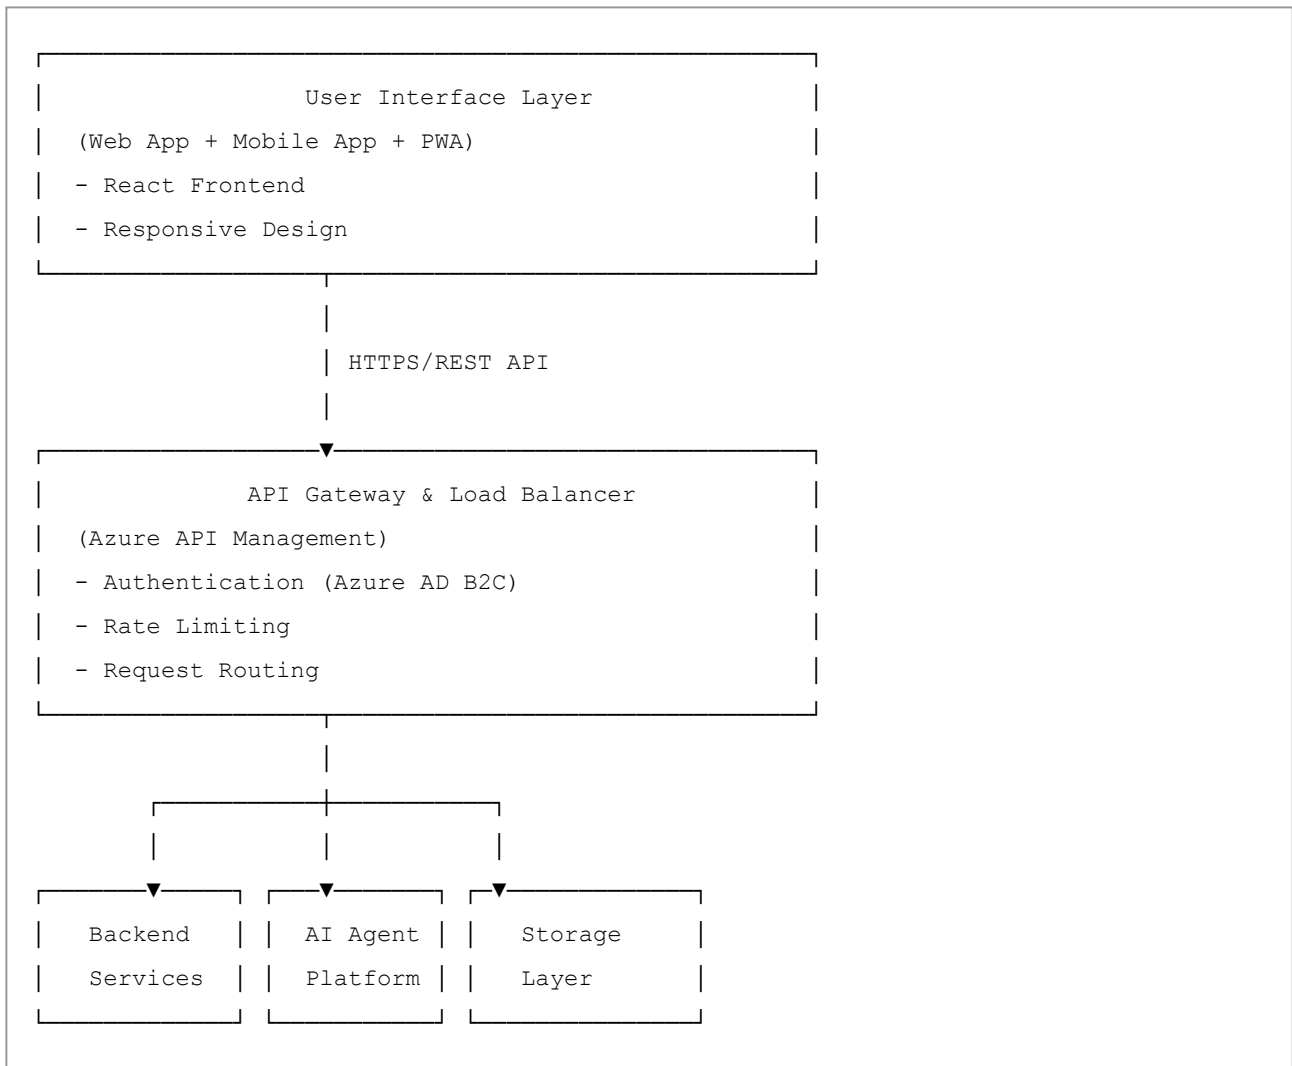 User Interface Layer
(Web App + Mobile App + PWA)
- React Frontend
- Responsive Design
HTTPS/REST API
API Gateway & Load Balancer
(Azure API Management)
- Authentication (Azure AD B2C)
- Rate Limiting
- Request Routing
Backend AI Agent Storage
Services Platform Layer